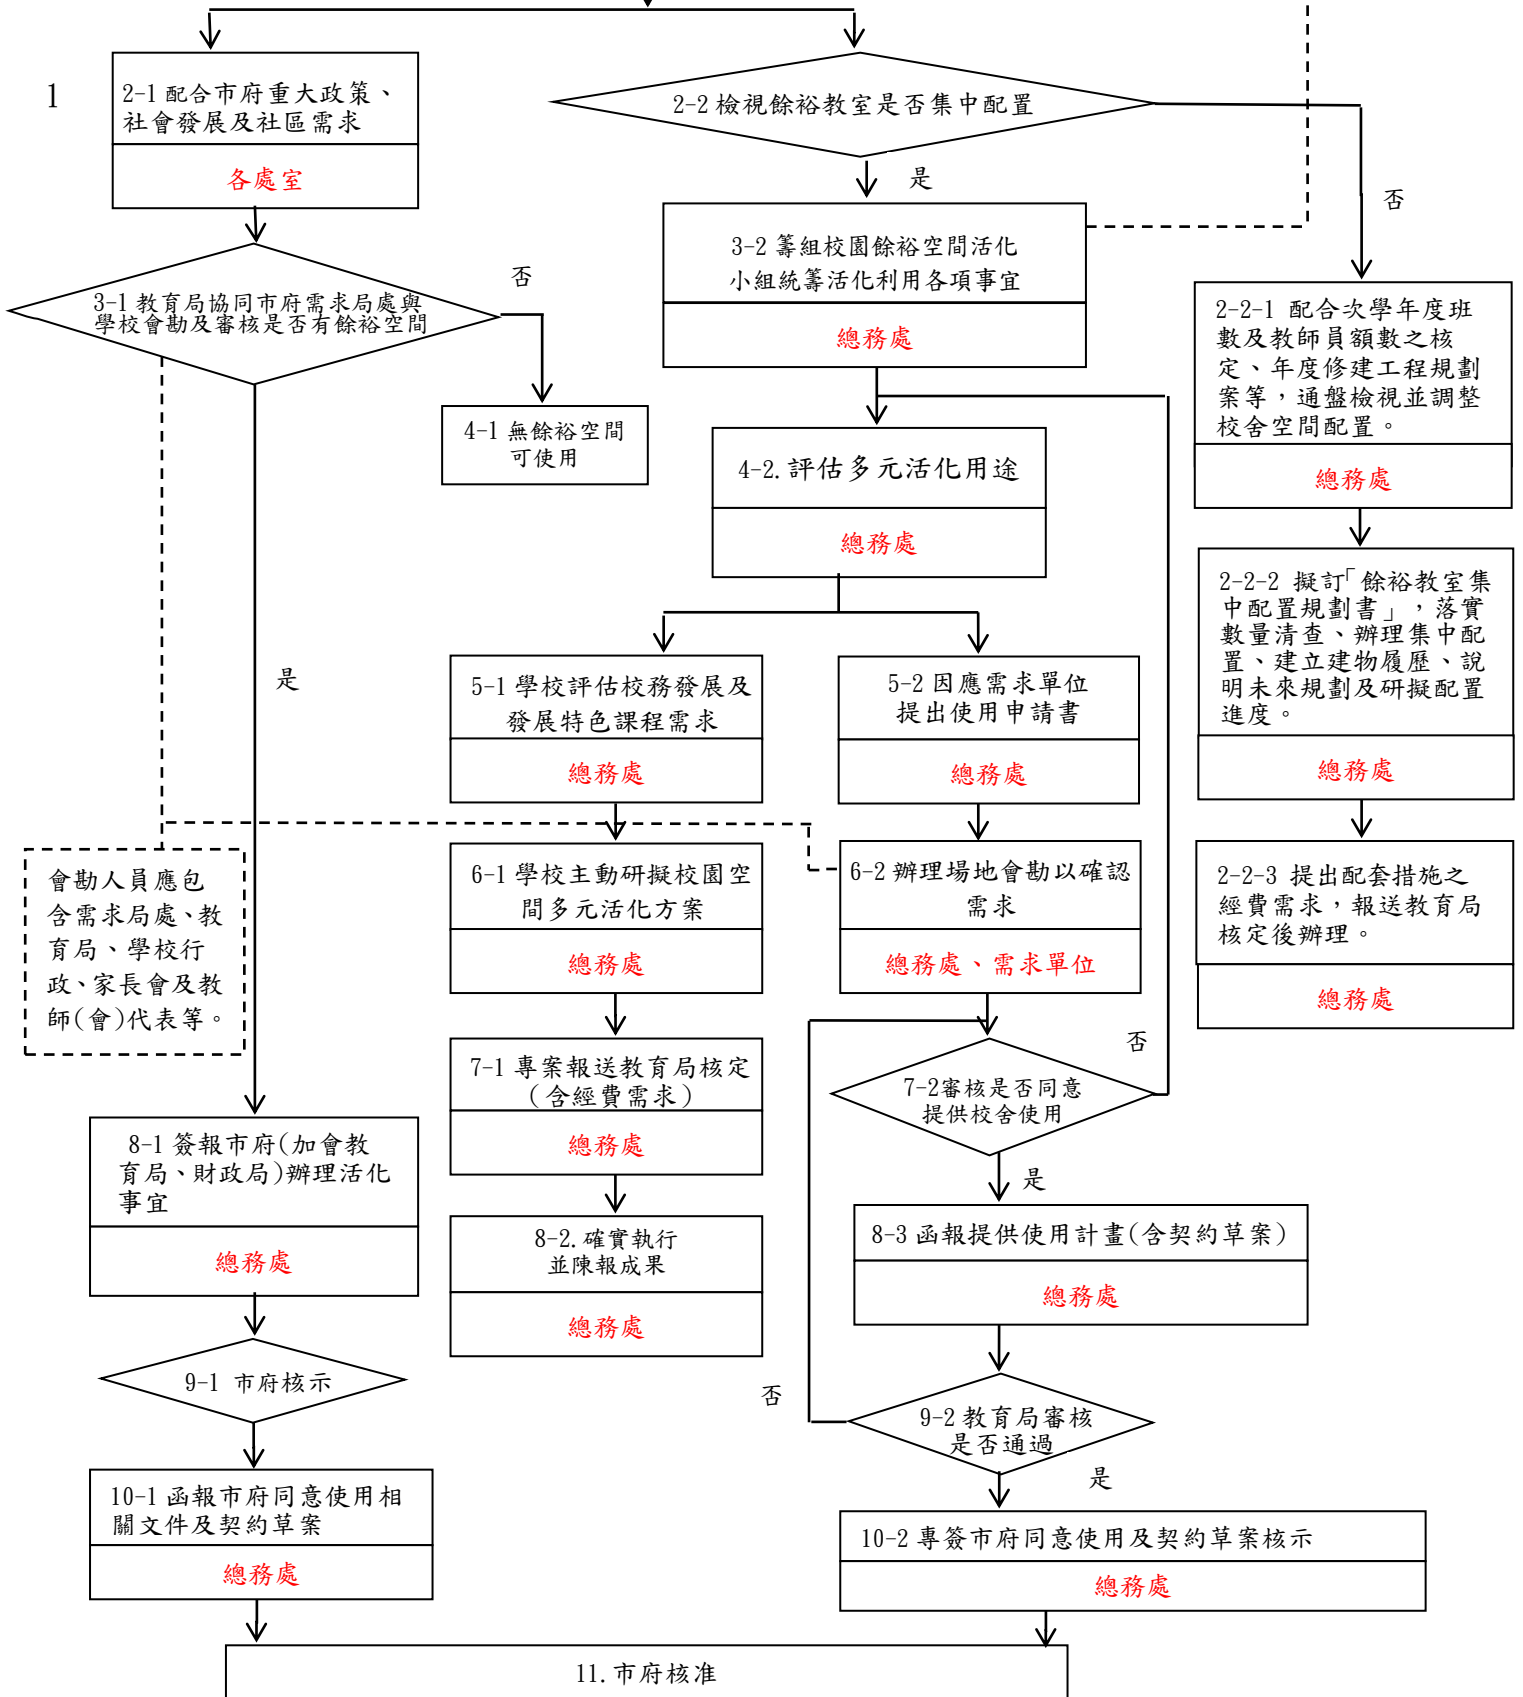 1
2-1 配合市府重大政策、
社會發展及社區需求
各處室
2-2 檢視餘裕教室是否集中配置
是
否
3-1 教育局協同市府需求局處與
學校會勘及審核是否有餘裕空間
否
是
4-1 無餘裕空間
可使用
3-2 籌組校園餘裕空間活化
小組統籌活化利用各項事宜
總務處
2-2-1 配合次學年度班
數及教師員額數之核
定、年度修建工程規劃
案等，通盤檢視並調整
校舍空間配置。
總務處
4-2.評估多元活化用途
總務處
2-2-2 擬訂「餘裕教室集
中配置規劃書」，落實
數量清查、辦理集中配
置、建立建物履歷、說
明未來規劃及研擬配置
進度。
總務處
5-1 學校評估校務發展及
發展特色課程需求
總務處
5-2 因應需求單位
提出使用申請書
總務處
2-2-3 提出配套措施之
經費需求，報送教育局
核定後辦理。
總務處
會勘人員應包
含需求局處、教
育局、學校行
政、家長會及教
師(會)代表等。
6-1 學校主動研擬校園空
間多元活化方案
總務處
6-2 辦理場地會勘以確認
需求
總務處、需求單位
7-1 專案報送教育局核定
(含經費需求)
總務處
7-2審核是否同意
提供校舍使用
否
是
8-1 簽報市府(加會教
育局、財政局)辦理活化
事宜
總務處
8-2.確實執行
並陳報成果
總務處
8-3 函報提供使用計畫(含契約草案)
總務處
9-1 市府核示
9-2 教育局審核
是否通過
否
是
10-1 函報市府同意使用相
關文件及契約草案
總務處
10-2 專簽市府同意使用及契約草案核示
總務處
11.市府核准